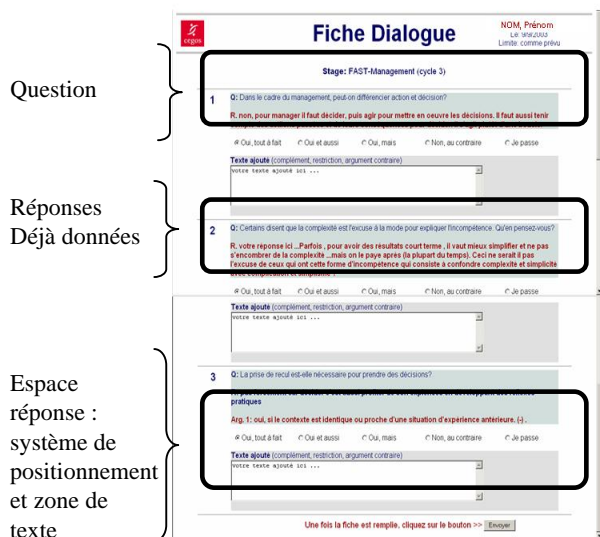 cegos
Fiche Dialogue
NOM, Prénom
Le: 9/9/2003
Limite: comme prévu
Stage: FAST-Management (cycle 3)
Question
1
Q: Dans le cadre du management, peut-on différencier action et décision?
R. non, pour manager il faut décider, puis agir pour mettre en oeuvre les décisions. Il faut aussi tenir
Oui, tout à fait Oui et aussi Oui, mais Non, au contraire Je passe
Texte ajouté (complément, restriction, argument contraire)
votre texte ajouté ici ...
Réponses
Déjà données
2
Q: Certains disent que la complexité est l'excuse à la mode pour expliquer l'incompétence. Qu'en pensez-vous?
R. votre réponse ici ...Parfois , pour avoir des résultats court terme , il vaut mieux simplifier et ne pas
s'encombrer de la complexite ...mais on le paye après (la plupart du temps). Ceci ne serait il pas
l'excuse de ceux qui ont cette forme d'incompétence qui consiste à confondre complexité et simplicité
Oui, tout à fait Oui et aussi Oui, mais Non, au contraire Je passe
Texte ajouté (complément, restriction, argument contraire)
votre texte ajouté ici ...
Espace
réponse :
système de
positionnement
et zone de
texte
3
Q: La prise de recul est-elle nécessaire pour prendre des décisions?
pratiques
Arg. 1: oui, si le contexte est identique ou proche d'une situation d'expérience antérieure. (-) .
Oui, tout à fait Oui et aussi Oui, mais Non, au contraire Je passe
Texte ajouté (complément, restriction, argument contraire)
votre texte ajouté ici ...
Une fois la fiche est remplie, cliquez sur le bouton >> Envoyer